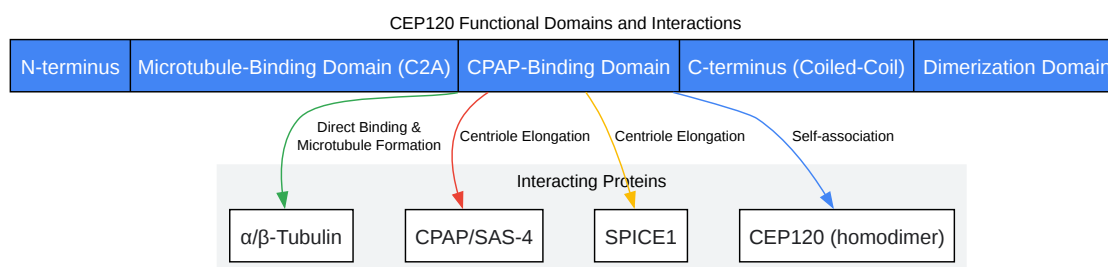 CEP120 Functional Domains and Interactions
N-terminus
Microtubule-Binding Domain (C2A)
CPAP-Binding Domain
C-terminus (Coiled-Coil)
Dimerization Domain
Direct Binding &
Microtubule Formation
Centriole Elongation
Centriole Elongation
Self-association
Interacting Proteins
α/β-Tubulin
CPAP/SAS-4
SPICE1
CEP120 (homodimer)